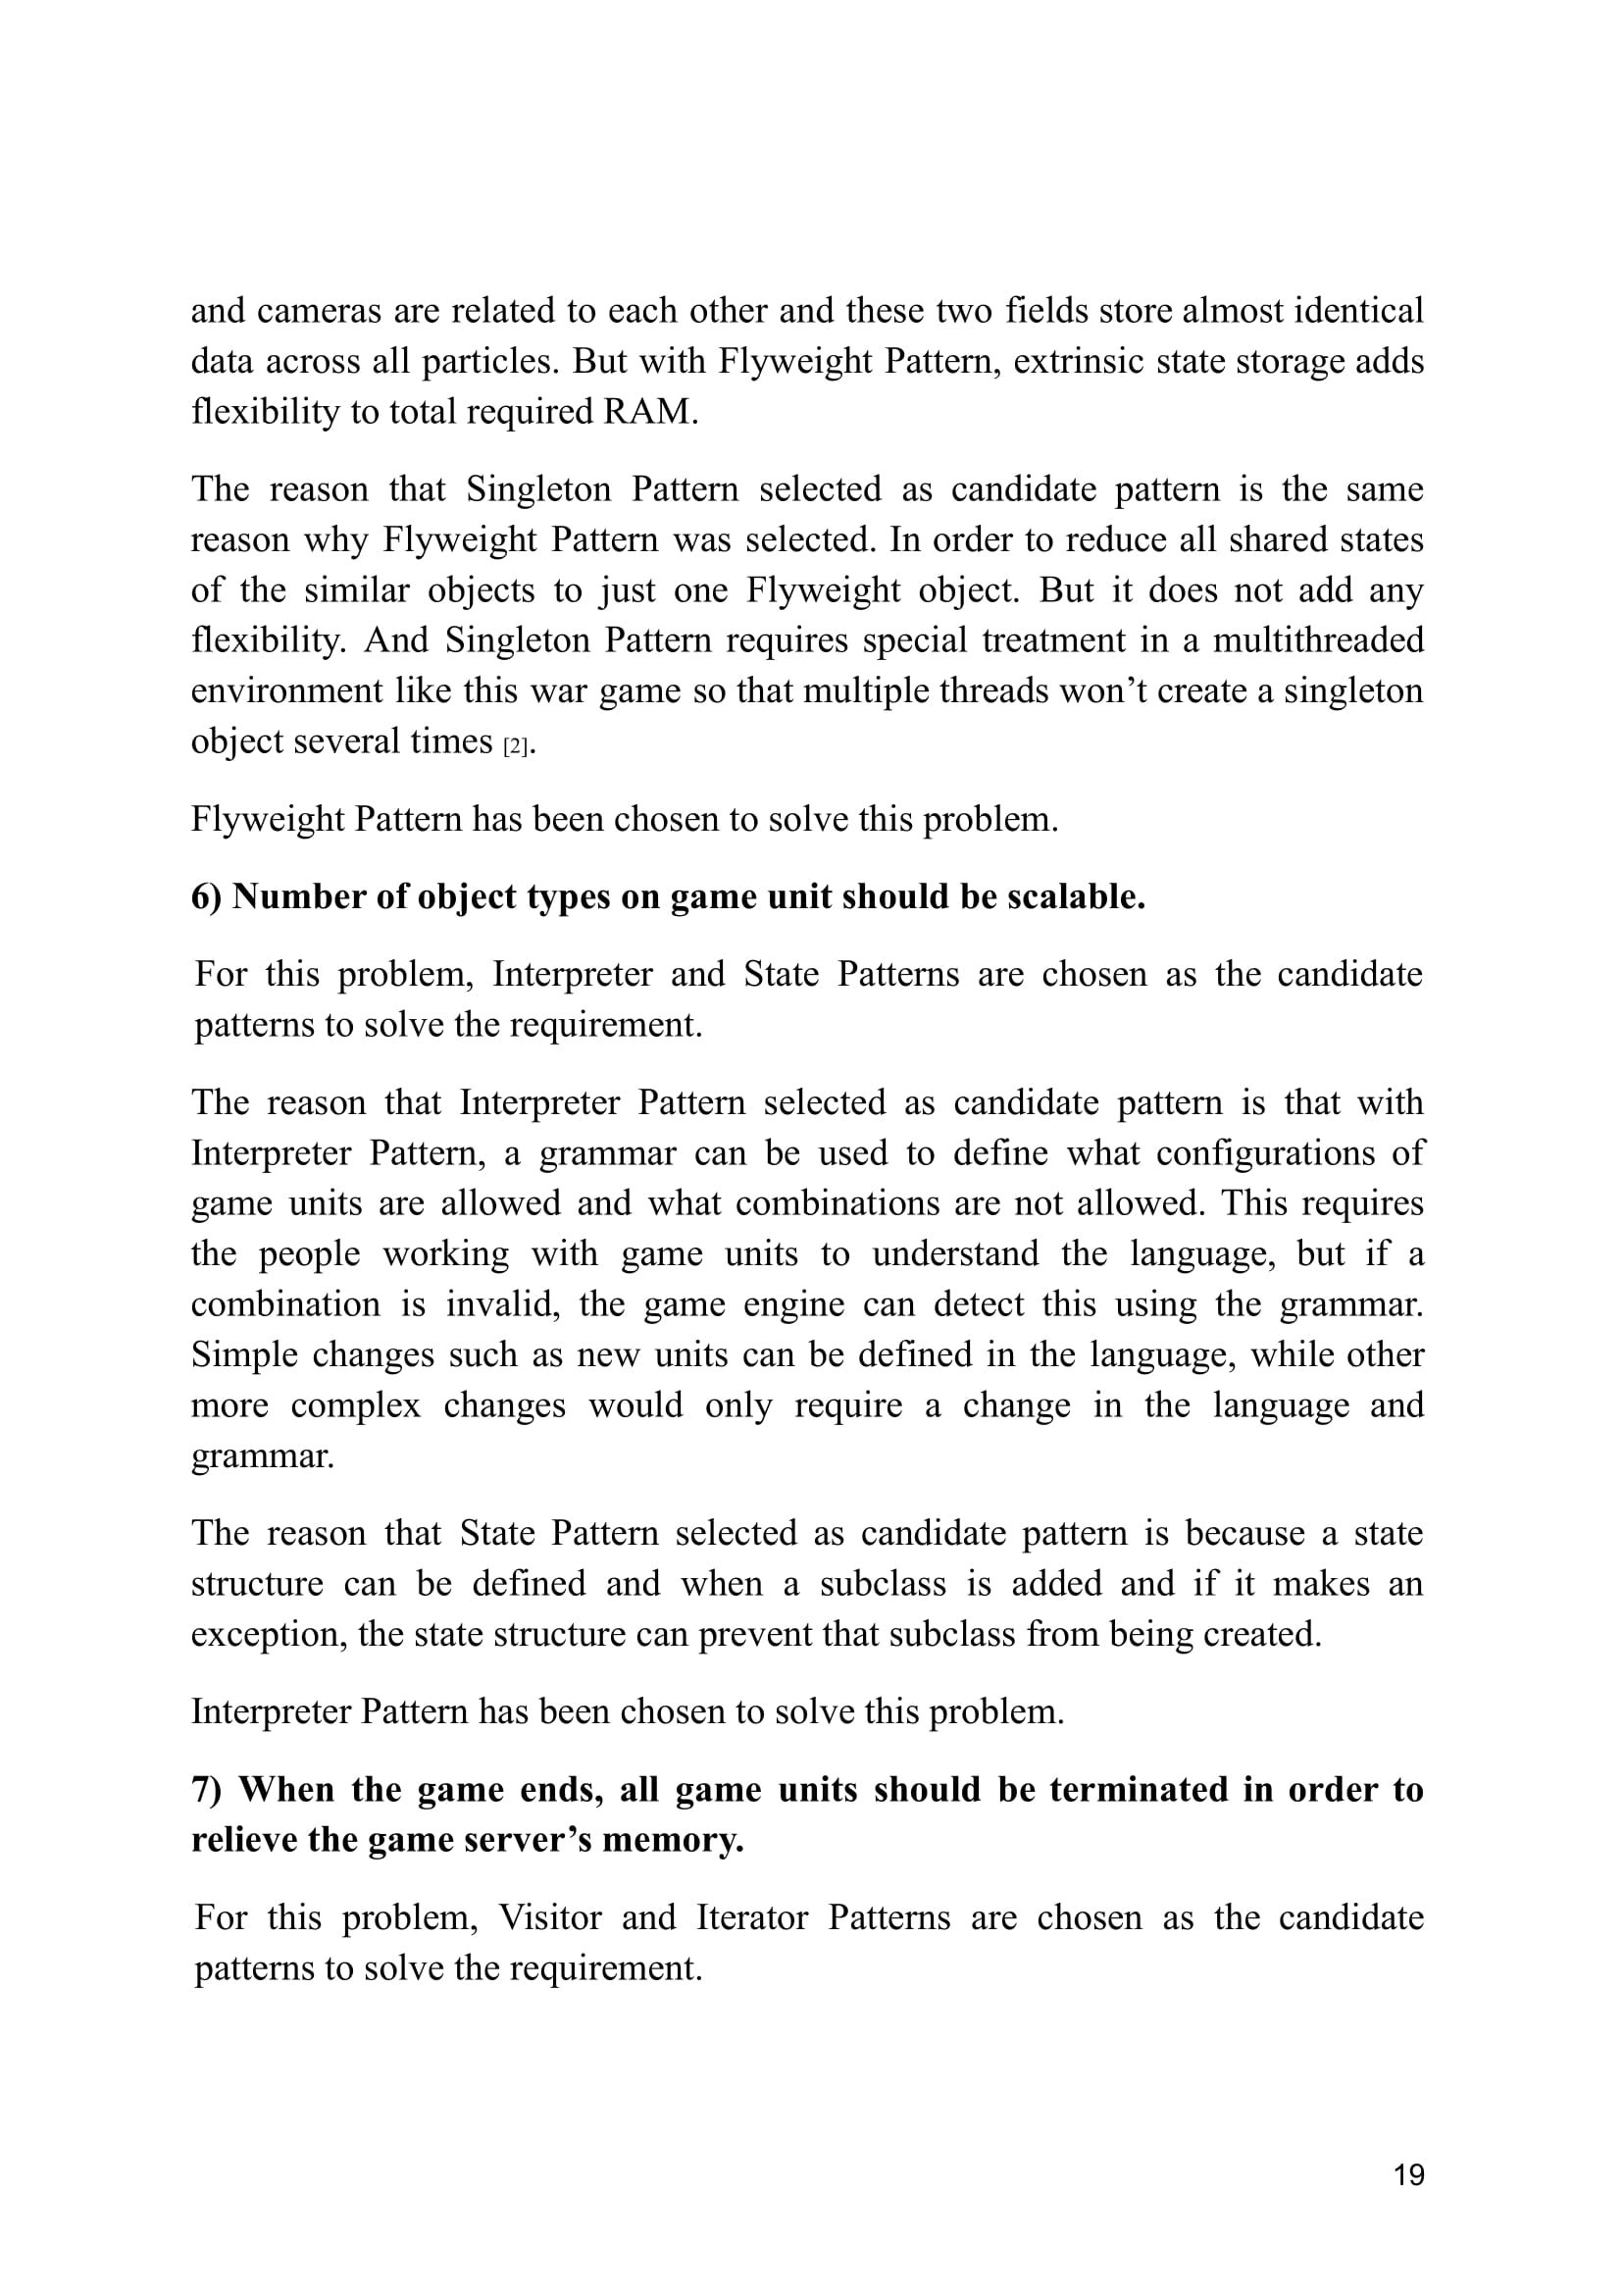 and cameras are related to each other and these two fields store almost identical
data across all particles. But with Flyweight Pattern, extrinsic state storage adds
flexibility to total required RAM.
The reason that Singleton Pattern selected as candidate pattern is the same
reason why Flyweight Pattern was selected. In order to reduce all shared states
of the similar objects to just one Flyweight object. But it does not add any
flexibility. And Singleton Pattern requires special treatment in a multithreaded
environment like this war game so that multiple threads won’t create a singleton
object several times [2].
Flyweight Pattern has been chosen to solve this problem.
6) Number of object types on game unit should be scalable.
For this problem, Interpreter and State Patterns are chosen as the candidate
patterns to solve the requirement.
The reason that Interpreter Pattern selected as candidate pattern is that with
Interpreter Pattern, a grammar can be used to define what configurations of
game units are allowed and what combinations are not allowed. This requires
the people working with game units to understand the language, but if a
combination is invalid, the game engine can detect this using the grammar.
Simple changes such as new units can be defined in the language, while other
more complex changes would only require a change in the language and
grammar.
The reason that State Pattern selected as candidate pattern is because a state
structure can be defined and when a subclass is added and if it makes an
exception, the state structure can prevent that subclass from being created.
Interpreter Pattern has been chosen to solve this problem.
7) When the game ends, all game units should be terminated in order to
relieve the game server’s memory.
For this problem, Visitor and Iterator Patterns are chosen as the candidate
patterns to solve the requirement.
19